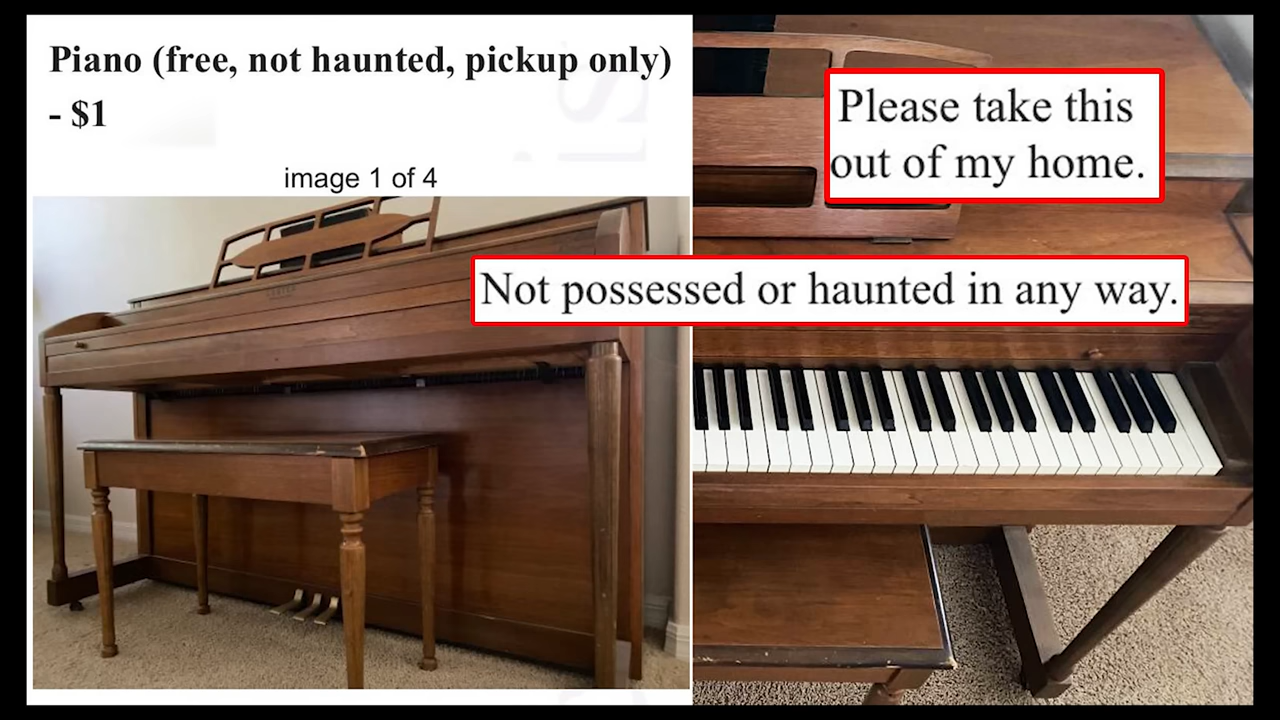 Piano (free, not haunted, pickup only)
- $1
image 1 of 4
Please take this
out of my home.
Not possessed or haunted in any way.